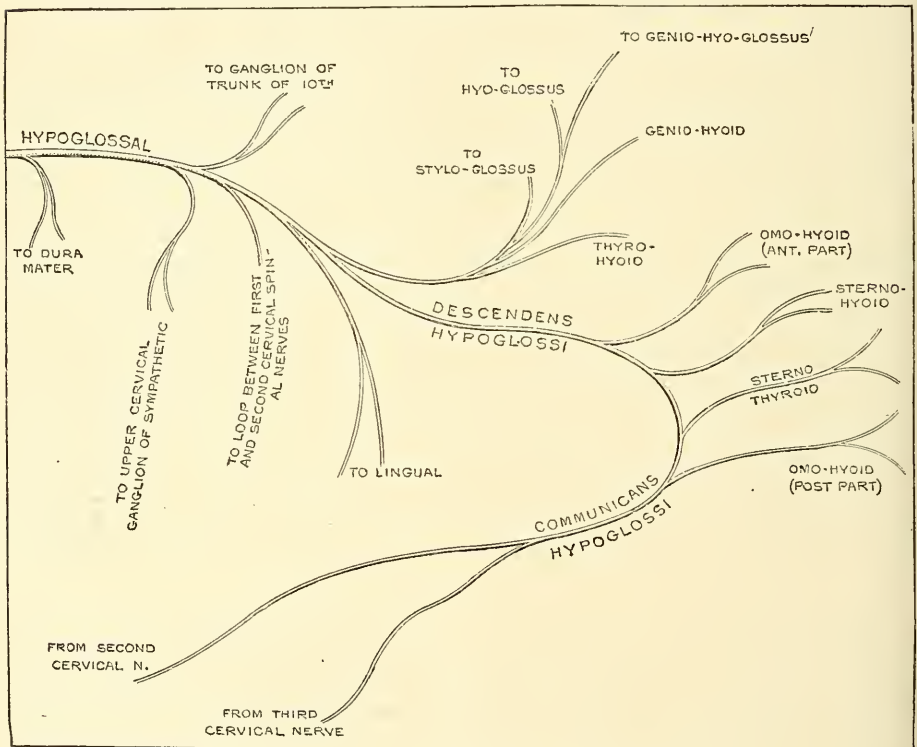 TO GENIO-HYO-GLOSSUS'
TO GANGLION OF
TRUNK OF 10TH
TO
HYO-GLOSSUS
HYPOGLOSSAL
GENIO-HYOID
TO
STYLO-GLOSSUS
TO DURA
MATER
THYRO-
HYOID
OMO-HYOID
(ANT. PART)
STERNO-
HYOID
DESCENDENS
HYPOGLOSSI
TO UPPER CERVICAL
GANGLION OF SYMPATHETIC
TO LOOP BETWEEN FIRST
AND SECOND CERVICAL SPIN-
AL NERVES
STERNO
THYROID
TO LINGUAL
OMO-HYOID
(POST PART)
COMMUNICANS
HYPOGLOSSI
FROM SECOND
CERVICAL N.
FROM THIRD
CERVICAL NERVE